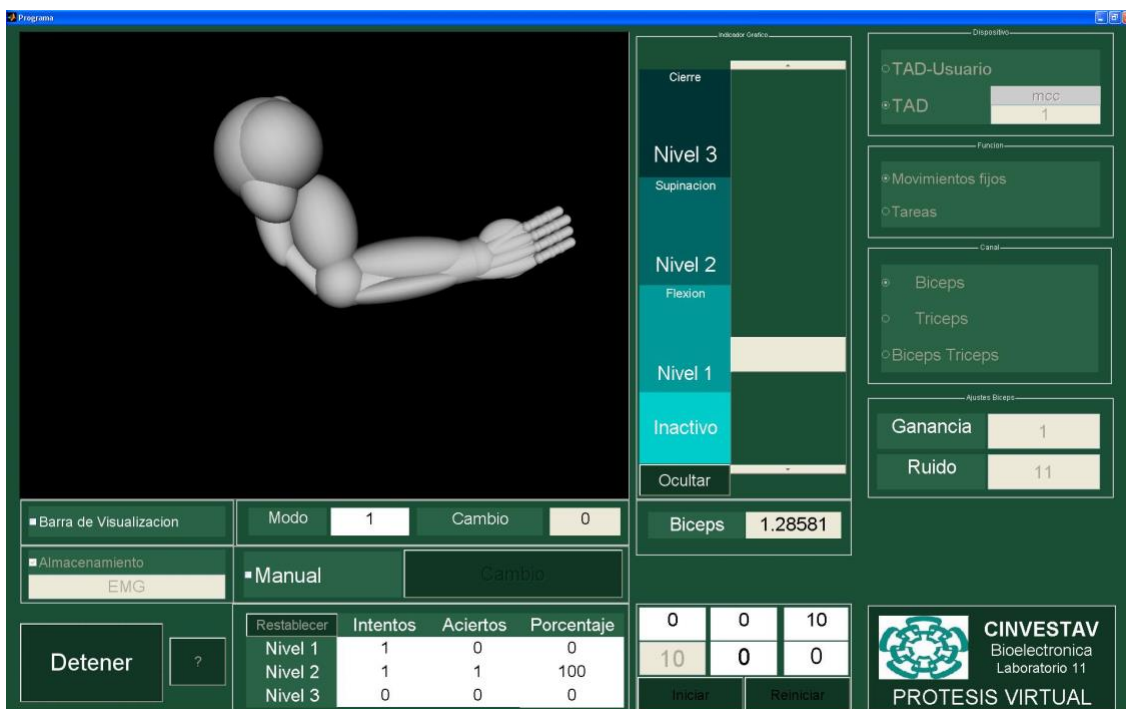 Programa
Indicador Grafico
Cierre
Nivel 3
Supinacion
Nivel 2
Flexion
Nivel 1
Inactivo
Ocultar
Biceps 1.28581
Dispositivo
TAD-Usuario
TAD
mcc
1
Funcion
Movimientos fijos
Tareas
Canal
Biceps
Triceps
Biceps Triceps
Ajustes Biceps
Ganancia 1
Ruido 11
Barra de Visualizacion
Modo 1 Cambio 0
Almacenamiento
EMG
Manual Cambio
Detener ?
Restablecer Intentos Aciertos Porcentaje
Nivel 1 1 0 0
Nivel 2 1 1 100
Nivel 3 0 0 0
0 0 10
10 0 0
Iniciar Reiniciar
CINVESTAV
Bioelectronica
Laboratorio 11
PROTESIS VIRTUAL